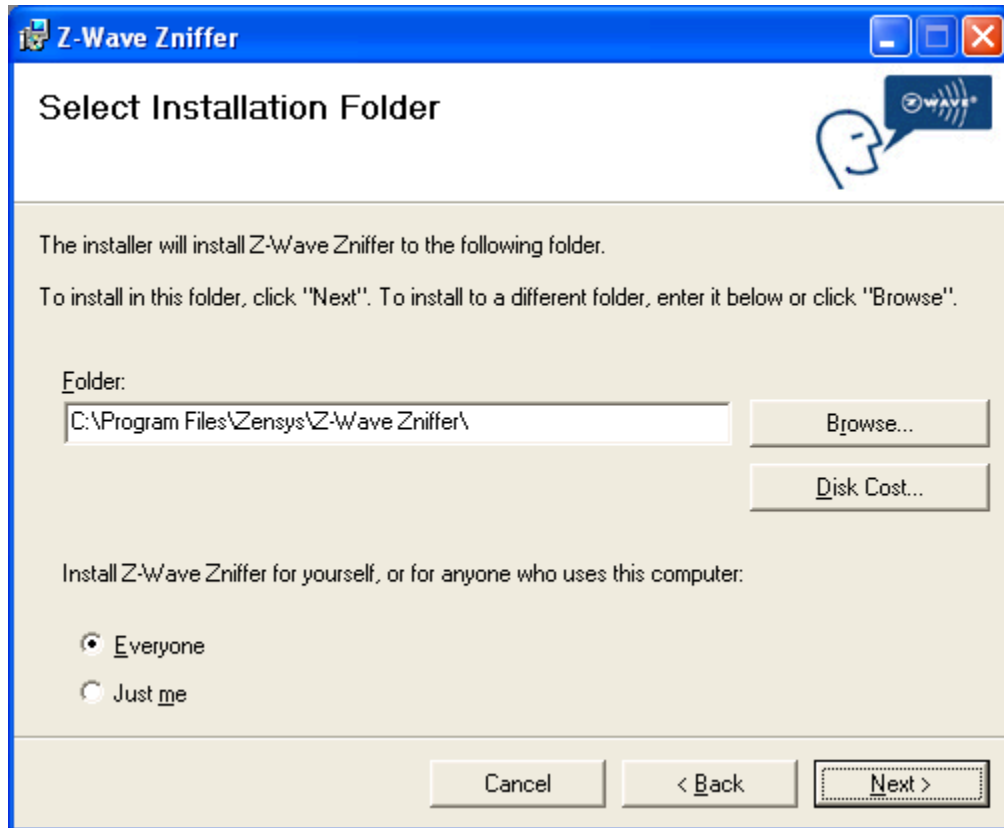 Z-Wave Zniffer
Select Installation Folder
Z WAVE®
The installer will install Z-Wave Zniffer to the following folder.
To install in this folder, click "Next". To install to a different folder, enter it below or click "Browse".
Folder:
C:\Program Files\Zensys\Z-Wave Zniffer\
Browse...
Disk Cost...
Install Z-Wave Zniffer for yourself, or for anyone who uses this computer:
Everyone
Just me
Cancel
< Back
Next >